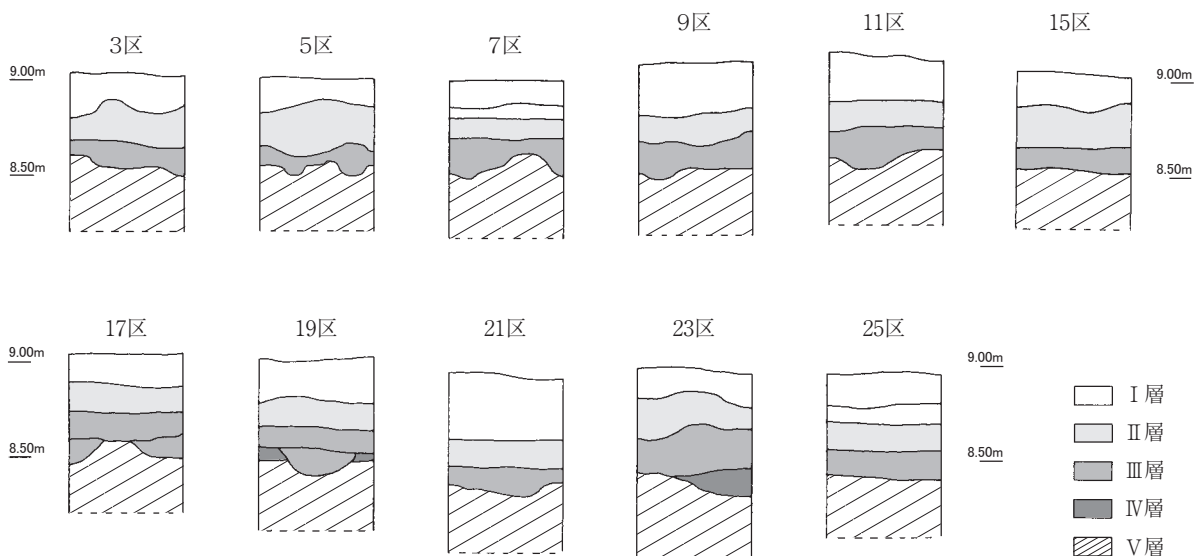 3区 5区 7区 9区 11区 15区
9.00m 9.00m
8.50m 8.50m
17区 19区 21区 23区 25区
9.00m 9.00m
8.50m 8.50m
Ⅰ層
Ⅱ層
Ⅲ層
Ⅳ層
Ⅴ層